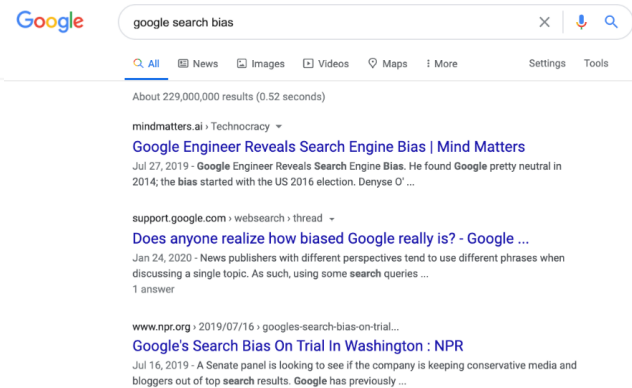 Google
google search bias
All News Images Videos Maps More Settings Tools
About 229,000,000 results (0.52 seconds)
mindmatters.ai › Technocracy
Google Engineer Reveals Search Engine Bias | Mind Matters
Jul 27, 2019 - Google Engineer Reveals Search Engine Bias. He found Google pretty neutral in
2014; the bias started with the US 2016 election. Denyse O' ...
support.google.com › websearch › thread
Does anyone realize how biased Google really is? - Google ...
Jan 24, 2020 - News publishers with different perspectives tend to use different phrases when
discussing a single topic. As such, using some search queries ...
1 answer
www.npr.org › 2019/07/16 › googles-search-bias-on-trial...
Google's Search Bias On Trial In Washington : NPR
Jul 16, 2019 - A Senate panel is looking to see if the company is keeping conservative media and
bloggers out of top search results. Google has previously ...